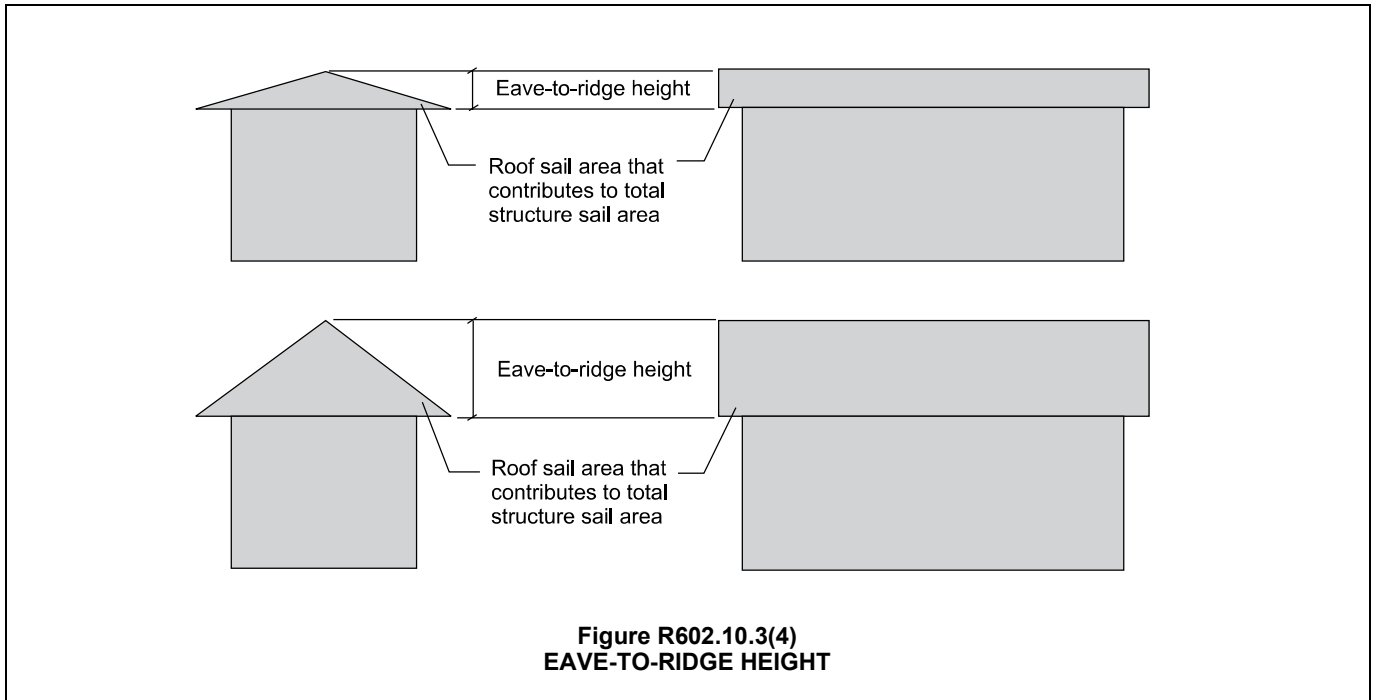 Eave-to-ridge height
Roof sail area that
contributes to total
structure sail area
Eave-to-ridge height
Roof sail area that
contributes to total
structure sail area
Figure R602.10.3(4)
EAVE-TO-RIDGE HEIGHT